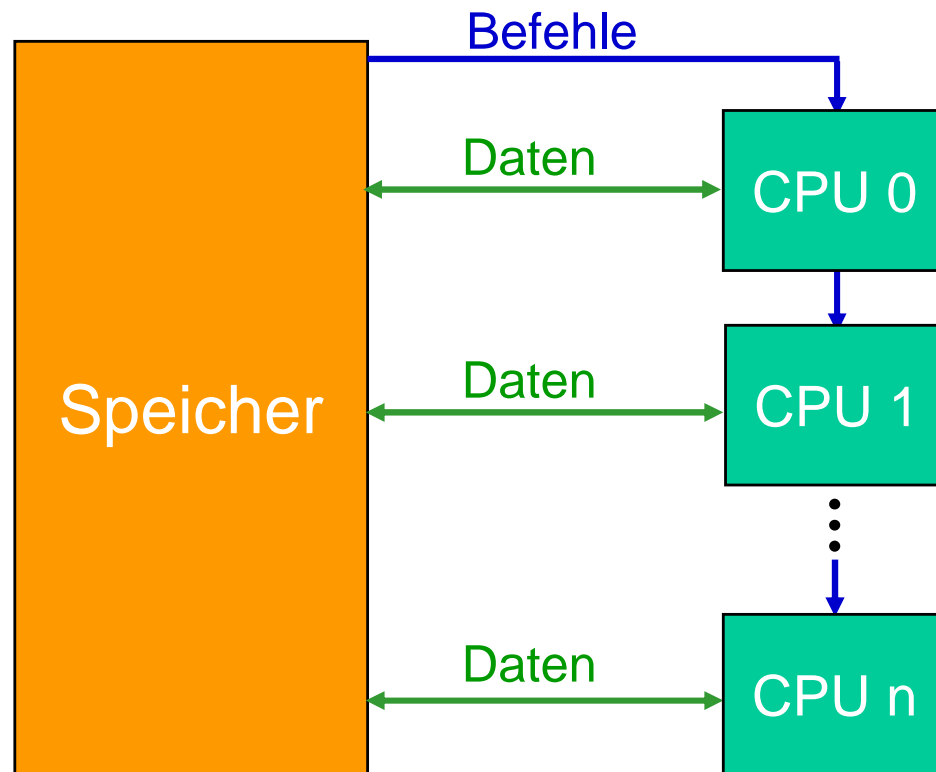 Befehle
Daten
CPU 0
Speicher
Daten
CPU 1
Daten
CPU n